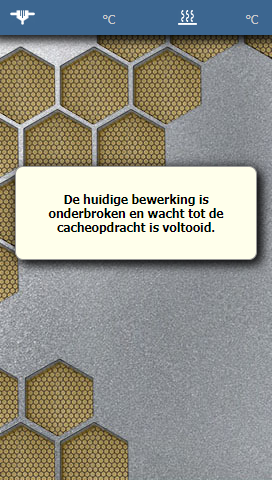 °C °C
De huidige bewerking is
onderbroken en wacht tot de
cacheopdracht is voltooid.